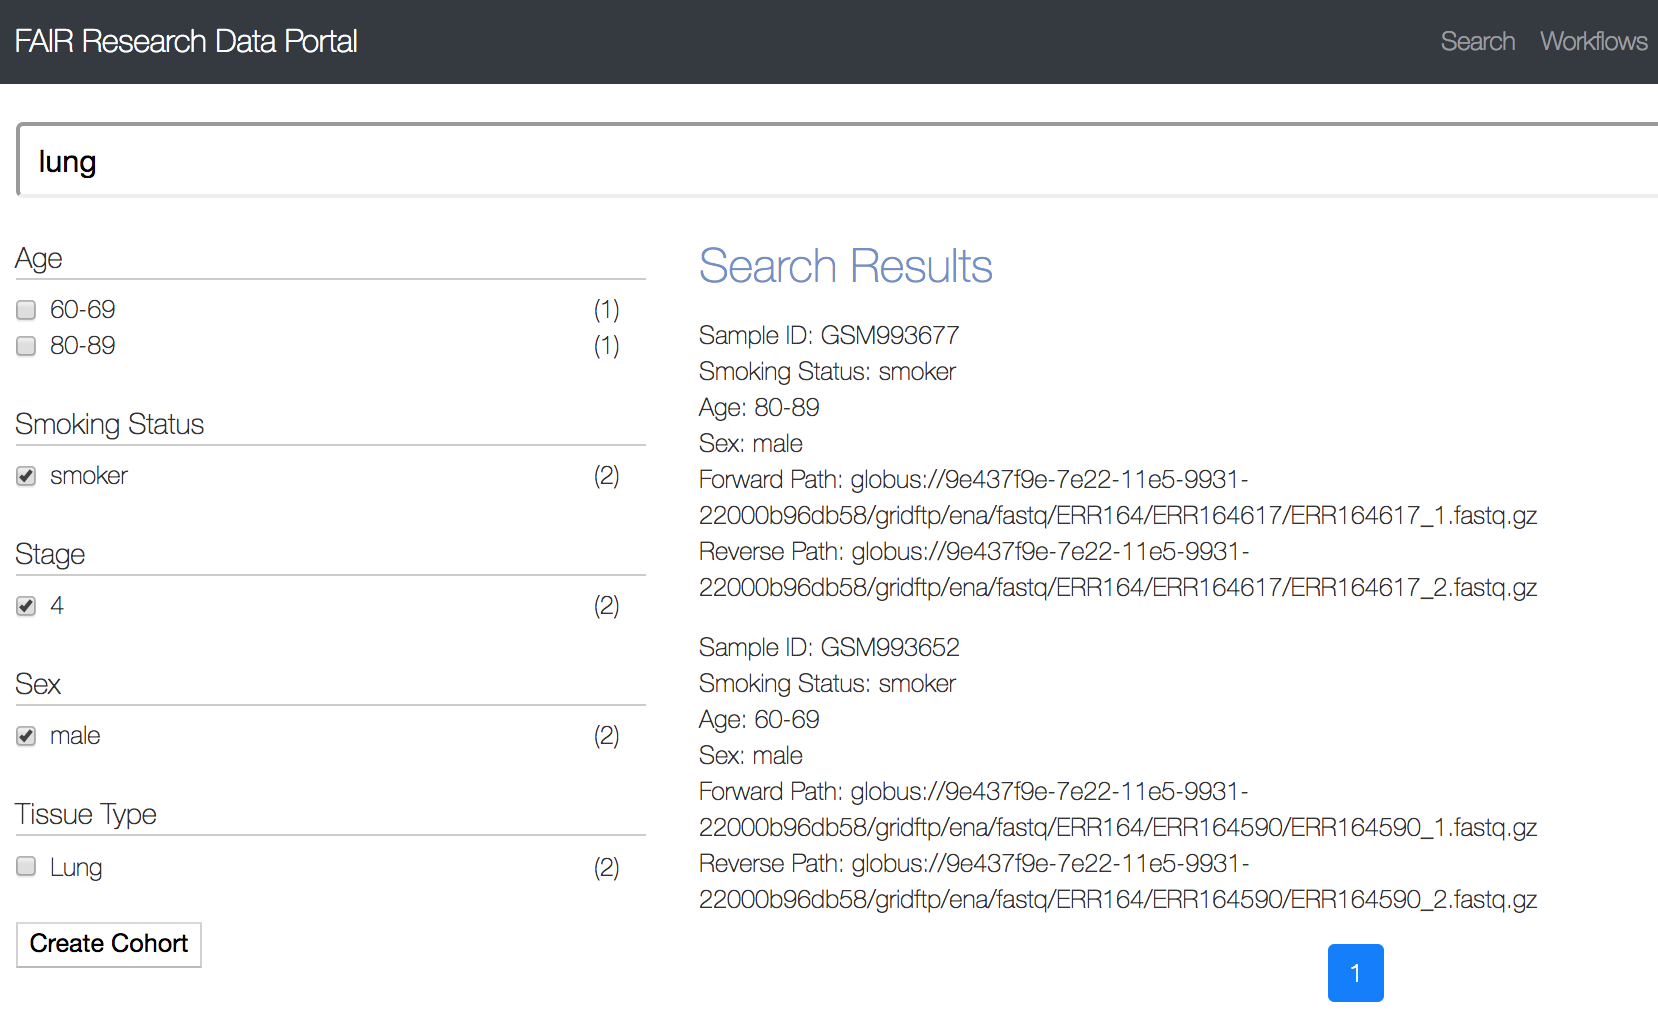 FAIR Research Data Portal
Search Workflows
lung
Age
60-69 (1)
80-89 (1)
Smoking Status
smoker (2)
Stage
4 (2)
Sex
male (2)
Tissue Type
Lung (2)
Create Cohort
Search Results
Sample ID: GSM993677
Smoking Status: smoker
Age: 80-89
Sex: male
Forward Path: globus://9e437f9e-7e22-11e5-9931-
22000b96db58/gridftp/ena/fastq/ERR164/ERR164617/ERR164617_1.fastq.gz
Reverse Path: globus://9e437f9e-7e22-11e5-9931-
22000b96db58/gridftp/ena/fastq/ERR164/ERR164617/ERR164617_2.fastq.gz
Sample ID: GSM993652
Smoking Status: smoker
Age: 60-69
Sex: male
Forward Path: globus://9e437f9e-7e22-11e5-9931-
22000b96db58/gridftp/ena/fastq/ERR164/ERR164590/ERR164590_1.fastq.gz
Reverse Path: globus://9e437f9e-7e22-11e5-9931-
22000b96db58/gridftp/ena/fastq/ERR164/ERR164590/ERR164590_2.fastq.gz
1